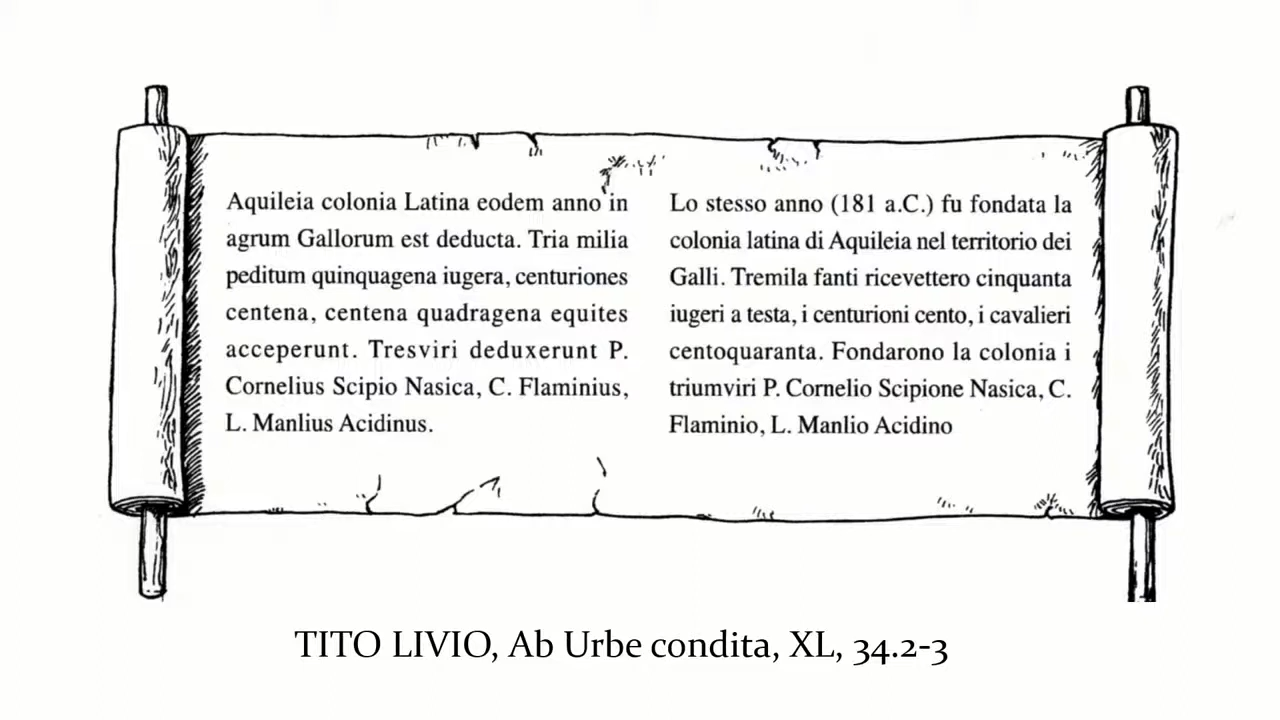 Aquileia colonia Latina eodem anno in
agrum Gallorum est deducta. Tria milia
peditum quinquagena iugera, centuriones
centena, centena quadragena equites
acceperunt. Tresviri deduxerunt P.
Cornelius Scipio Nasica, C. Flaminius,
L. Manlius Acidinus.
Lo stesso anno (181 a.C.) fu fondata la
colonia latina di Aquileia nel territorio dei
Galli. Tremila fanti ricevettero cinquanta
iugeri a testa, i centurioni cento, i cavalieri
centoquaranta. Fondarono la colonia i
triumviri P. Cornelio Scipione Nasica, C.
Flaminio, L. Manlio Acidino
TITO LIVIO, Ab Urbe condita, XL, 34.2-3